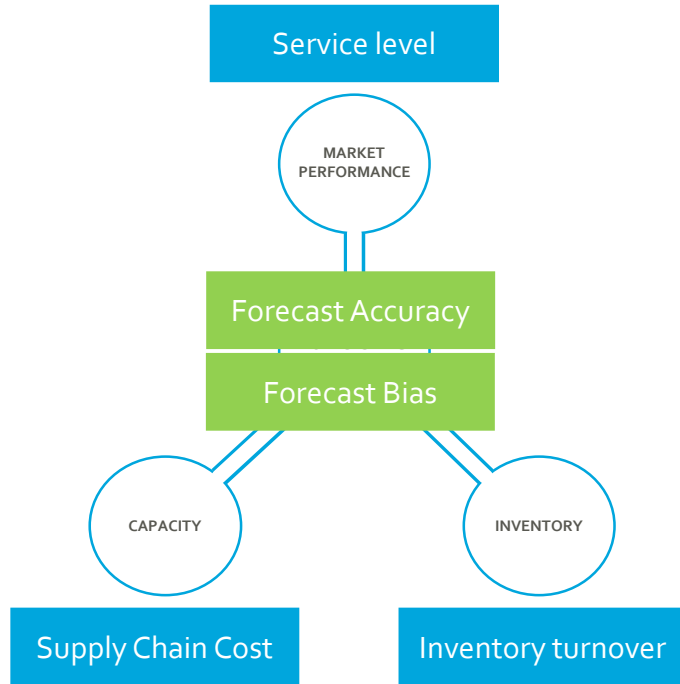 Service level
MARKET
PERFORMANCE
Forecast Accuracy
Forecast Bias
CAPACITY
INVENTORY
Supply Chain Cost
Inventory turnover